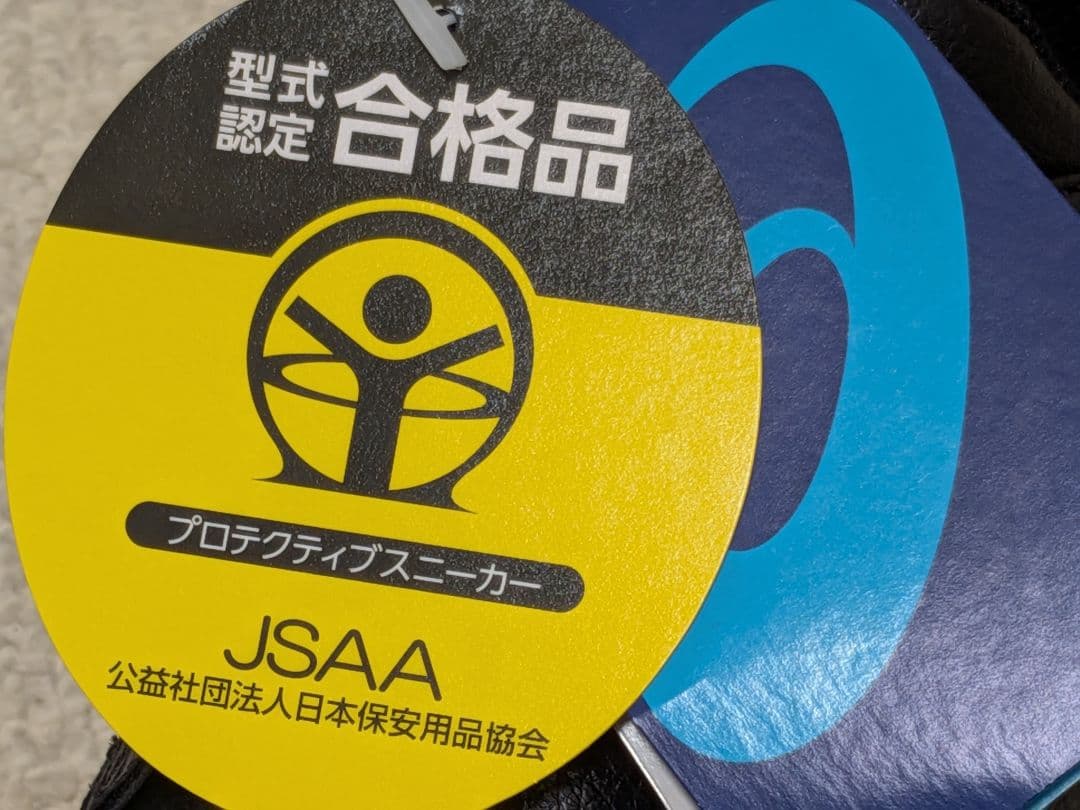 型式
認定
合格品
プロテクティブスニーカー
JSAA
公益社団法人日本保安用品協会